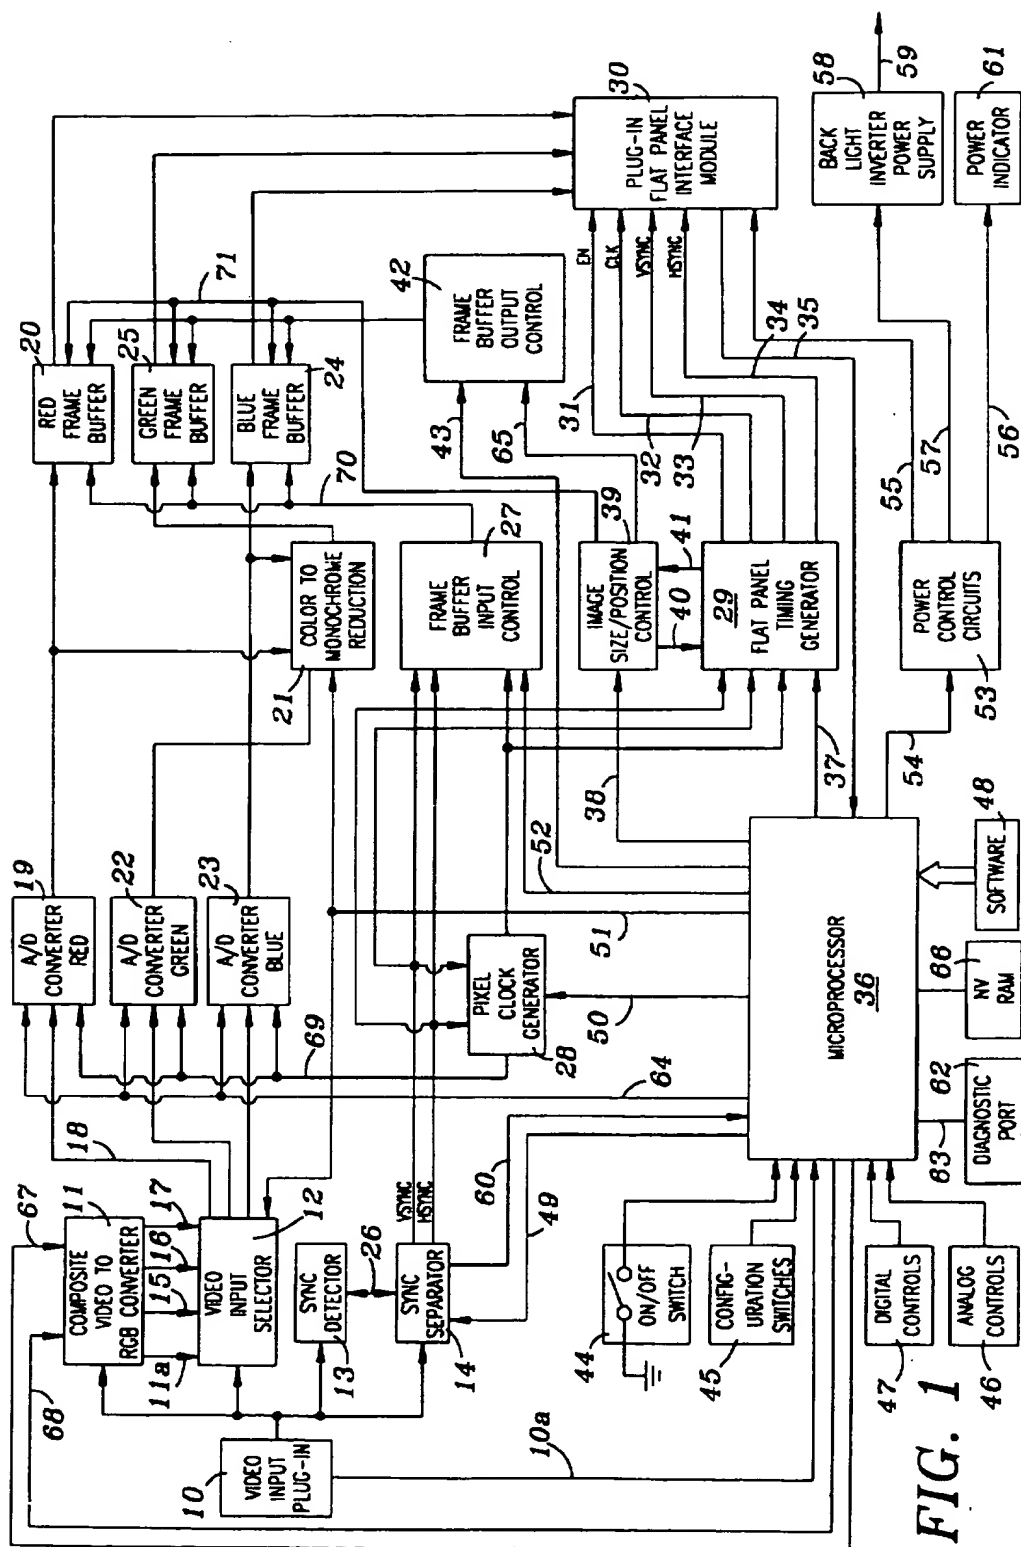 67
68
COMPOSITE
VIDEO TO
RGB CONVERTER
11
11a
15
16
17
18
VIDEO
INPUT
SELECTOR
12
10
VIDEO
INPUT
PLUG-IN
10a
SYNC
DETECTOR
13
26
SYNC
SEPARATOR
14
VSYNC
HSYNC
60
49
A/D
CONVERTER
RED
19
A/D
CONVERTER
GREEN
22
A/D
CONVERTER
BLUE
23
69
64
PIXEL
CLOCK
GENERATOR
28
50
51
52
COLOR TO
MONOCHROME
REDUCTION
21
RED
FRAME
BUFFER
20
GREEN
FRAME
BUFFER
25
BLUE
FRAME
BUFFER
24
70
71
FRAME BUFFER
INPUT
CONTROL
27
FRAME BUFFER
OUTPUT
CONTROL
42
43
65
IMAGE
SIZE/POSITION
CONTROL
39
38
40
41
29
FLAT PANEL
TIMING
GENERATOR
37
31
32
33
34
35
EN
CLK
VSYNC
HSYNC
PLUG-IN
FLAT PANEL
INTERFACE
MODULE
30
POWER
CONTROL
CIRCUITS
53
54
55
57
56
BACK
LIGHT
INVERTER
POWER
SUPPLY
58
59
POWER
INDICATOR
61
MICROPROCESSOR
36
44
ON/OFF
SWITCH
CONFIG-
URATION
SWITCHES
45
DIGITAL
CONTROLS
47
ANALOG
CONTROLS
46
DIAGNOSTIC
PORT
62
63
NV
RAM
66
SOFTWARE
48
FIG. 1